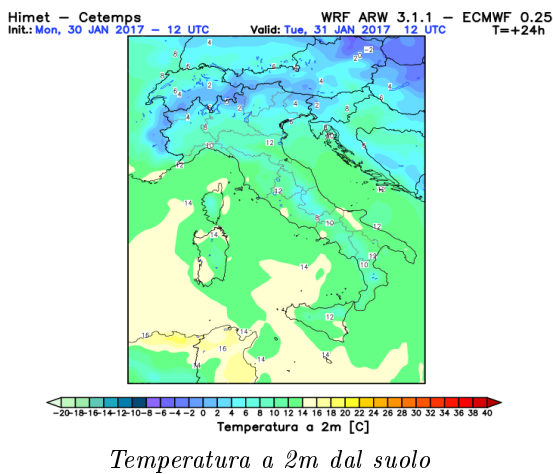 Himet – Cetemps WRF ARW 3.1.1 – ECMWF 0.25
Init.: Mon, 30 JAN 2017 – 12 UTC Valid: Tue, 31 JAN 2017 12 UTC T=+24h
-20 -18 -16 -14 -12 -10 -8 -6 -4 -2 0 2 4 6 8 10 12 14 16 18 20 22 24 26 28 30 32 34 36 38 40
Temperatura a 2m [C]
Temperatura a 2m dal suolo